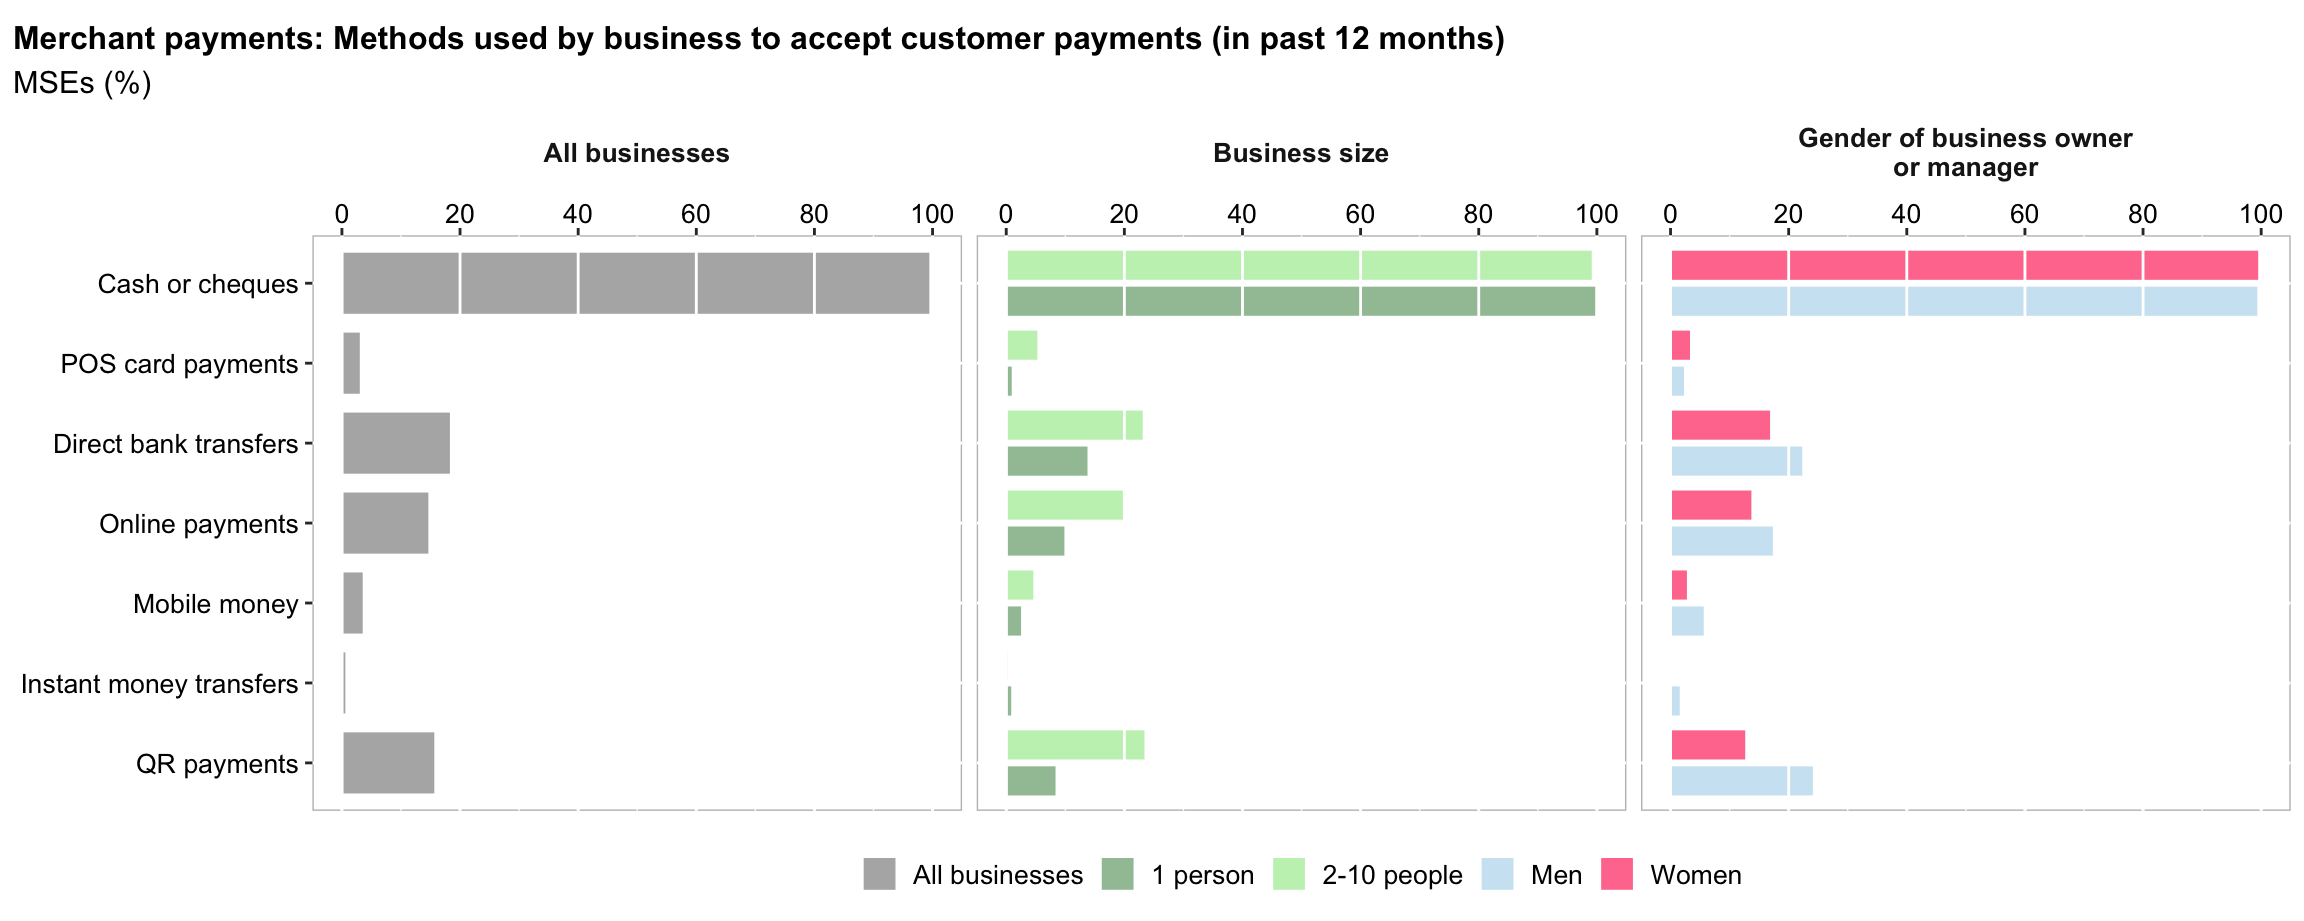 Merchant payments: Methods used by business to accept customer payments (in past 12 months)
MSEs (%)
All businesses
Business size
Gender of business owner
or manager
0 20 40 60 80 100
0 20 40 60 80 100
0 20 40 60 80 100
Cash or cheques
POS card payments
Direct bank transfers
Online payments
Mobile money
Instant money transfers
QR payments
All businesses 1 person 2-10 people Men Women